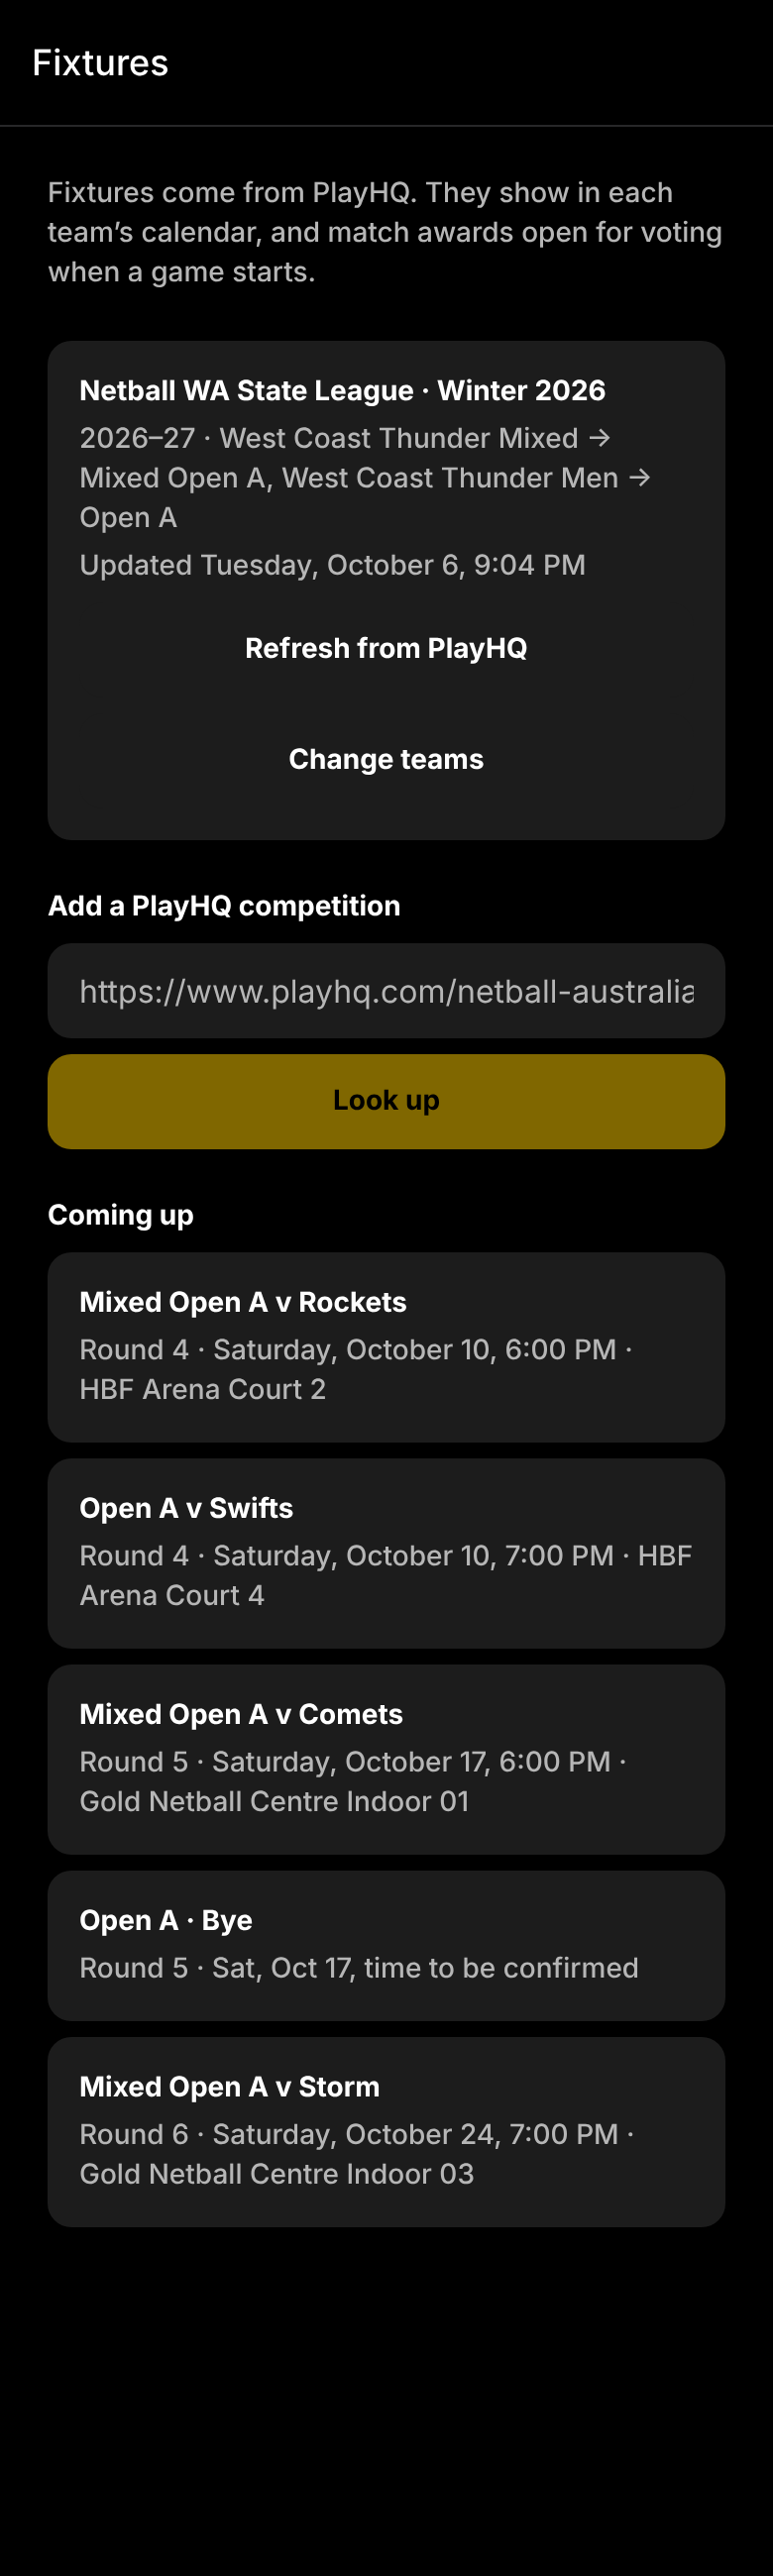 Fixtures
Fixtures come from PlayHQ. They show in each
team’s calendar, and match awards open for voting
when a game starts.
Netball WA State League · Winter 2026
2026–27 · West Coast Thunder Mixed →
Mixed Open A, West Coast Thunder Men →
Open A
Updated Tuesday, October 6, 9:04 PM
Refresh from PlayHQ
Change teams
Add a PlayHQ competition
https://www.playhq.com/netball-australia
Look up
Coming up
Mixed Open A v Rockets
Round 4 · Saturday, October 10, 6:00 PM ·
HBF Arena Court 2
Open A v Swifts
Round 4 · Saturday, October 10, 7:00 PM · HBF
Arena Court 4
Mixed Open A v Comets
Round 5 · Saturday, October 17, 6:00 PM ·
Gold Netball Centre Indoor 01
Open A · Bye
Round 5 · Sat, Oct 17, time to be confirmed
Mixed Open A v Storm
Round 6 · Saturday, October 24, 7:00 PM ·
Gold Netball Centre Indoor 03